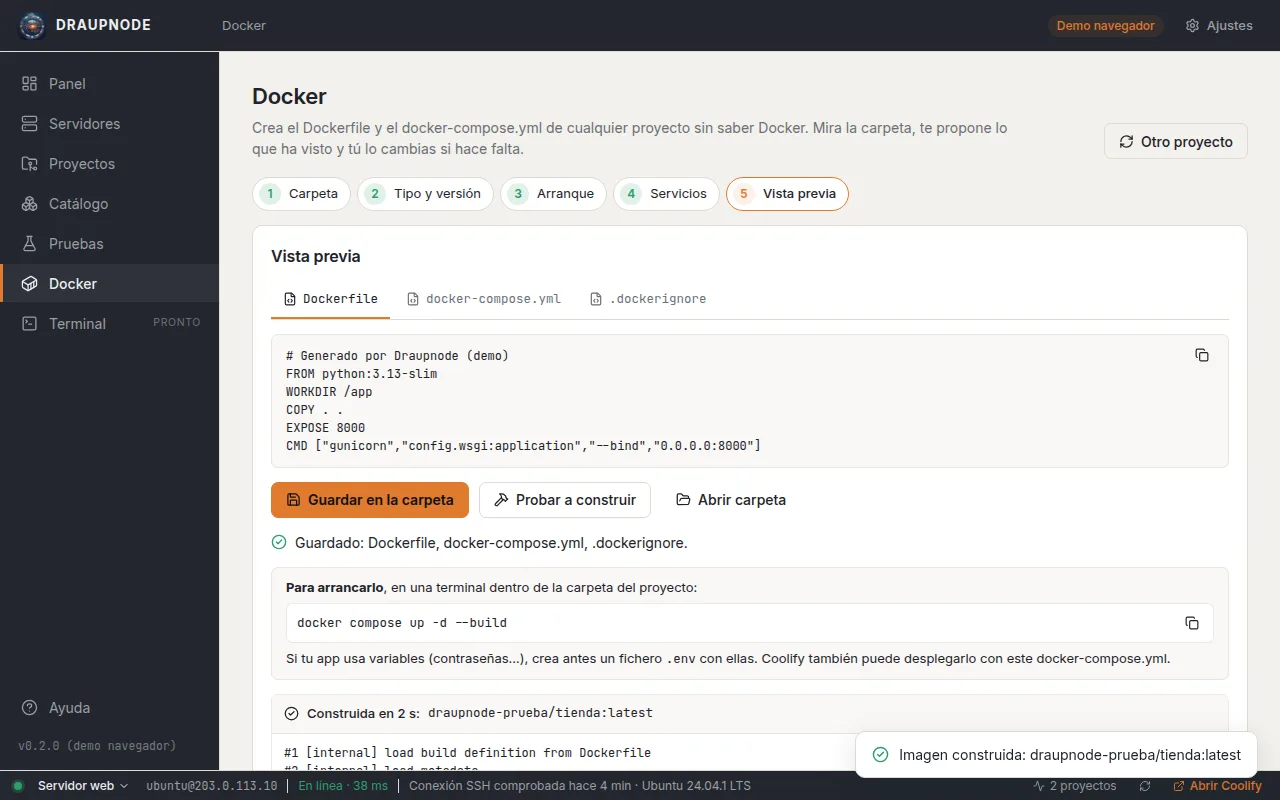 DRAUPNODE
Docker
Demo navegador
Ajustes
Panel
Servidores
Proyectos
Catálogo
Pruebas
Docker
Terminal PRONTO
Ayuda
v0.2.0 (demo navegador)
Docker
Crea el Dockerfile y el docker-compose.yml de cualquier proyecto sin saber Docker. Mira la carpeta, te propone lo
que ha visto y tú lo cambias si hace falta.
Otro proyecto
1 Carpeta
2 Tipo y versión
3 Arranque
4 Servicios
5 Vista previa
Vista previa
Dockerfile
docker-compose.yml
.dockerignore
# Generado por Draupnode (demo)
FROM python:3.13-slim
WORKDIR /app
COPY . .
EXPOSE 8000
CMD ["gunicorn","config.wsgi:application","--bind","0.0.0.0:8000"]
Guardar en la carpeta
Probar a construir
Abrir carpeta
Guardado: Dockerfile, docker-compose.yml, .dockerignore.
Para arrancarlo, en una terminal dentro de la carpeta del proyecto:
docker compose up -d --build
Si tu app usa variables (contraseñas…), crea antes un fichero .env con ellas. Coolify también puede desplegarlo con este docker-compose.yml.
Construida en 2 s: draupnode-prueba/tienda:latest
#1 [internal] load build definition from Dockerfile
#2 [internal] load metadata
Imagen construida: draupnode-prueba/tienda:latest
Servidor web
ubuntu@203.0.113.10
En línea · 38 ms
Conexión SSH comprobada hace 4 min · Ubuntu 24.04.1 LTS
2 proyectos
Abrir Coolify